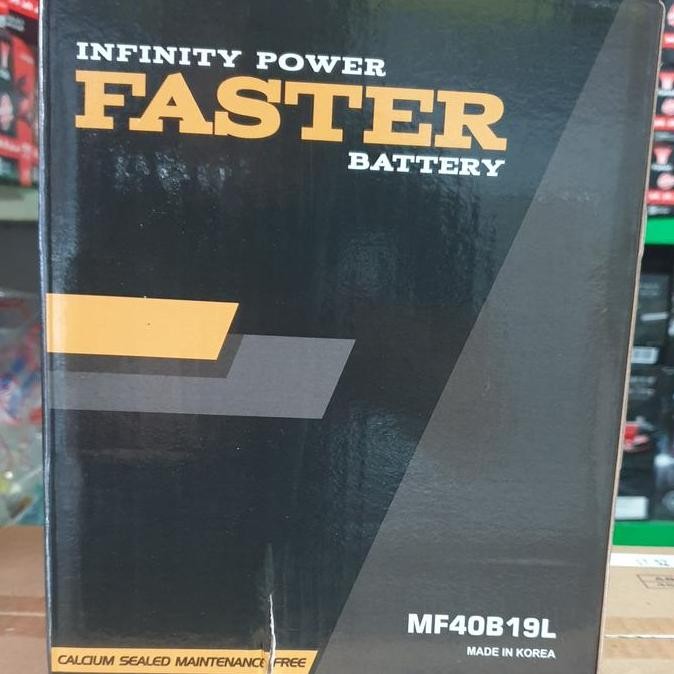 INFINITY POWER
FASTER
BATTERY
MF40B19L
MADE IN KOREA
CALCIUM SEALED MAINTENANCE FREE